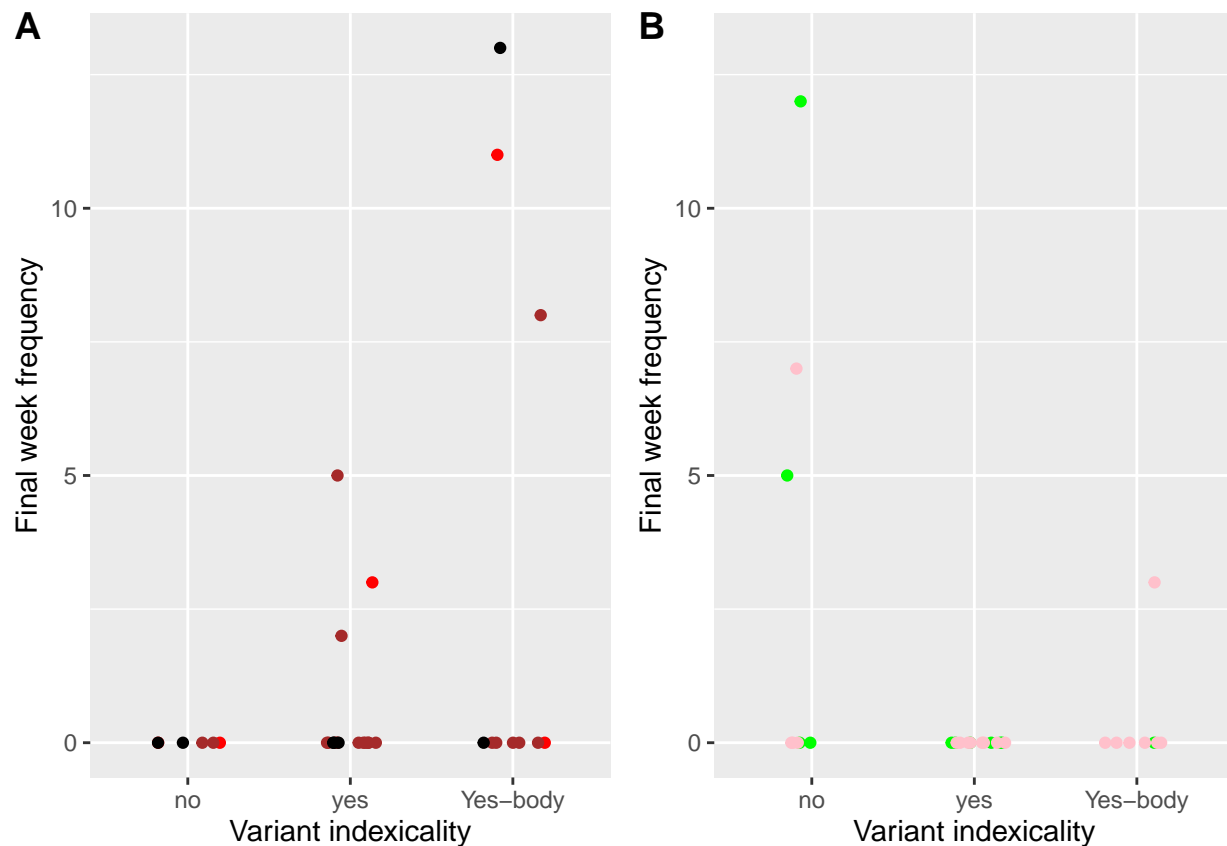 A
Final week frequency
10
5
0
no yes Yes−body
Variant indexicality
B
Final week frequency
10
5
0
no yes Yes−body
Variant indexicality